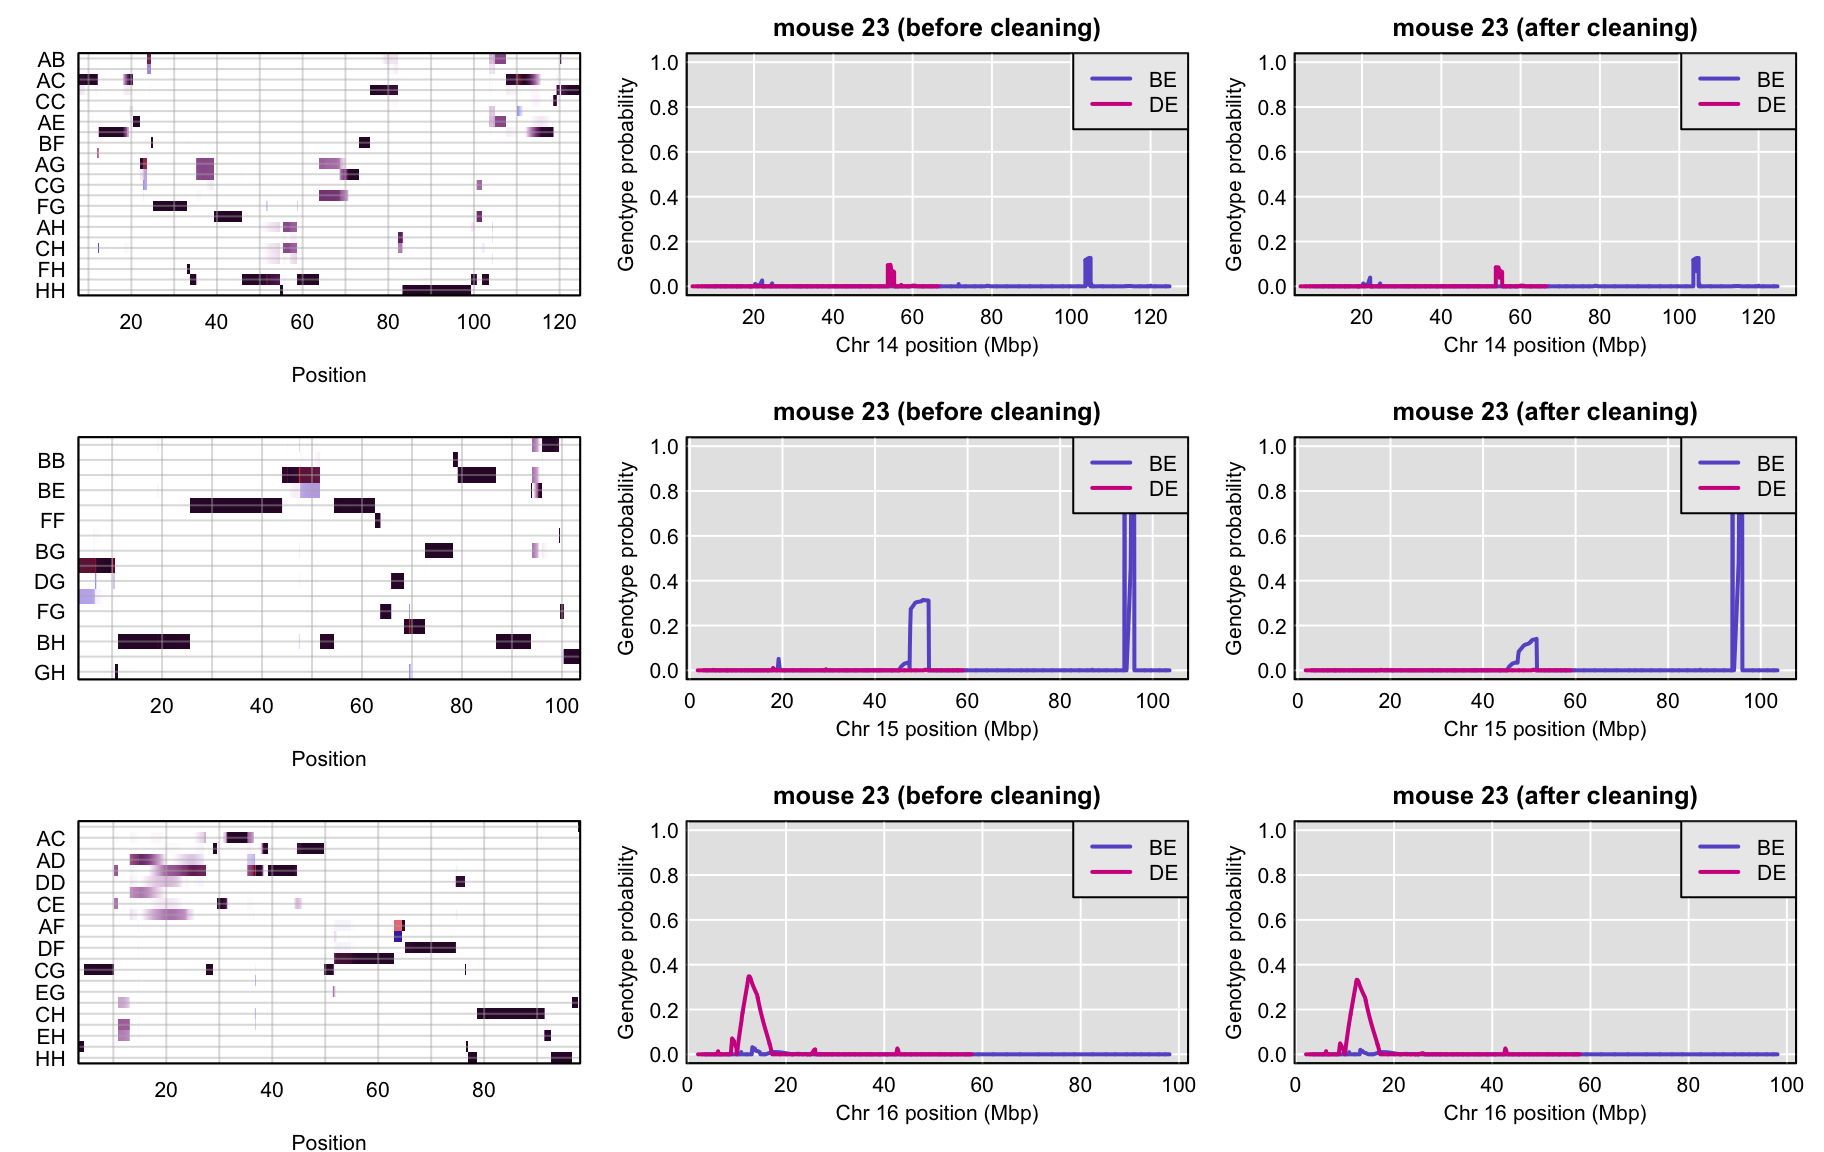 mouse 23 (before cleaning)
mouse 23 (after cleaning)
AB
AC
CC
AE
BF
AG
CG
FG
AH
CH
FH
HH
20 40 60 80 100 120
Position
Genotype probability
1.0
0.8
0.6
0.4
0.2
0.0
BE
DE
20 40 60 80 100 120
Chr 14 position (Mbp)
Genotype probability
1.0
0.8
0.6
0.4
0.2
0.0
BE
DE
20 40 60 80 100 120
Chr 14 position (Mbp)
mouse 23 (before cleaning)
mouse 23 (after cleaning)
BB
BE
FF
BG
DG
FG
BH
GH
20 40 60 80 100
Position
Genotype probability
1.0
0.8
0.6
0.4
0.2
0.0
BE
DE
0 20 40 60 80 100
Chr 15 position (Mbp)
Genotype probability
1.0
0.8
0.6
0.4
0.2
0.0
BE
DE
0 20 40 60 80 100
Chr 15 position (Mbp)
mouse 23 (before cleaning)
mouse 23 (after cleaning)
AC
AD
DD
CE
AF
DF
CG
EG
CH
EH
HH
20 40 60 80
Position
Genotype probability
1.0
0.8
0.6
0.4
0.2
0.0
BE
DE
0 20 40 60 80 100
Chr 16 position (Mbp)
Genotype probability
1.0
0.8
0.6
0.4
0.2
0.0
BE
DE
0 20 40 60 80 100
Chr 16 position (Mbp)